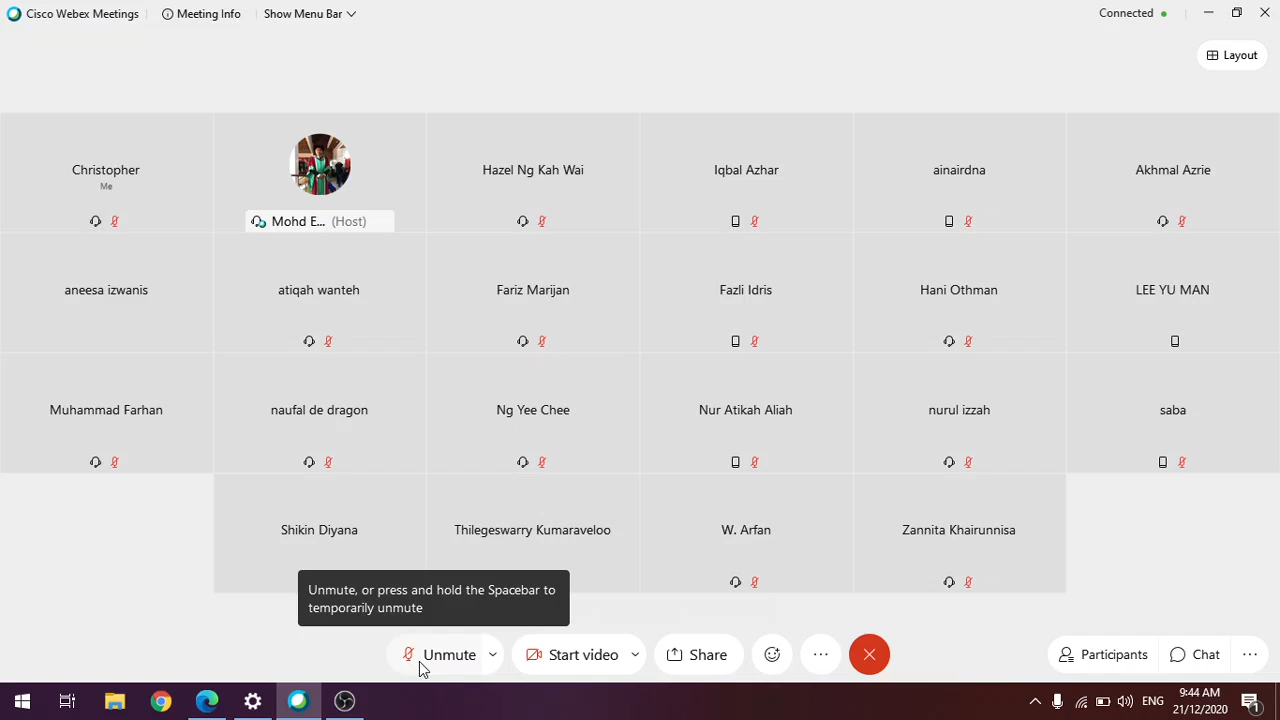 Cisco Webex Meetings
Meeting Info
Show Menu Bar
Connected
Layout
Christopher
Me
Mohd E... (Host)
Hazel Ng Kah Wai
Iqbal Azhar
ainairdna
Akhmal Azrie
aneesa izwanis
atiqah wanteh
Fariz Marijan
Fazli Idris
Hani Othman
LEE YU MAN
Muhammad Farhan
naufal de dragon
Ng Yee Chee
Nur Atikah Aliah
nurul izzah
saba
Shikin Diyana
Thilegeswarry Kumaraveloo
W. Arfan
Zannita Khairunnisa
Unmute, or press and hold the Spacebar to
temporarily unmute
Unmute
Start video
Share
Participants
Chat
ENG
9:44 AM
21/12/2020
1